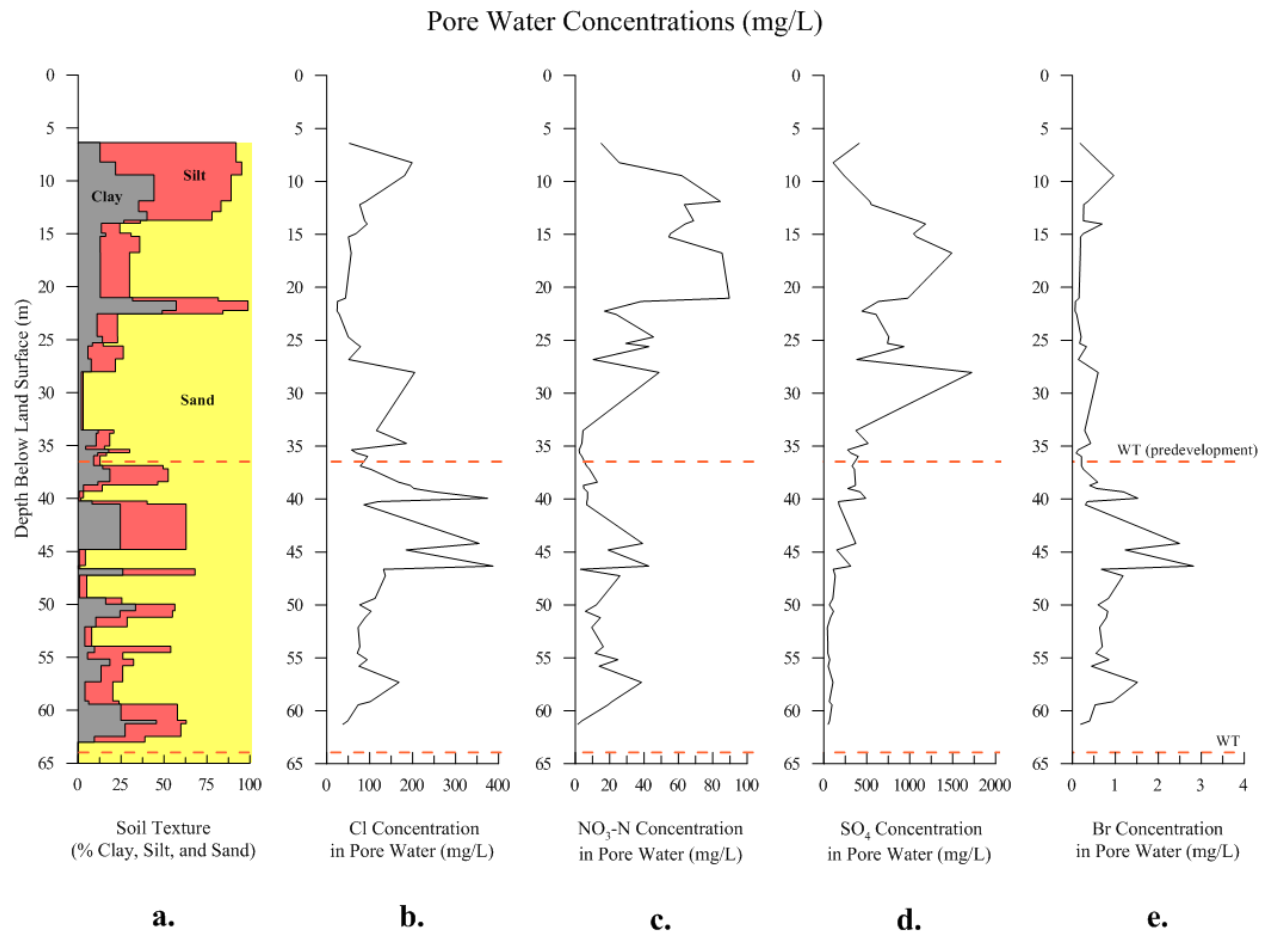 Pore Water Concentrations (mg/L)
0 0 0 0 0
5 5 5 5 5
10 10 10 10 10
15 15 15 15 15
20 20 20 20 20
25 25 25 25 25
30 30 30 30 30
35 35 35 35 35
40 40 40 40 40
45 45 45 45 45
50 50 50 50 50
55 55 55 55 55
60 60 60 60 60
65 65 65 65 65
Depth Below Land Surface (m)
Silt
Clay
Sand
WT (predevelopment)
WT
0 25 50 75 100
0 100 200 300 400
0 20 40 60 80 100
0 500 1000 1500 2000
0 1 2 3 4
Soil Texture
(% Clay, Silt, and Sand)
Cl Concentration
in Pore Water (mg/L)
NO3-N Concentration
in Pore Water (mg/L)
SO4 Concentration
in Pore Water (mg/L)
Br Concentration
in Pore Water (mg/L)
a. b. c. d. e.